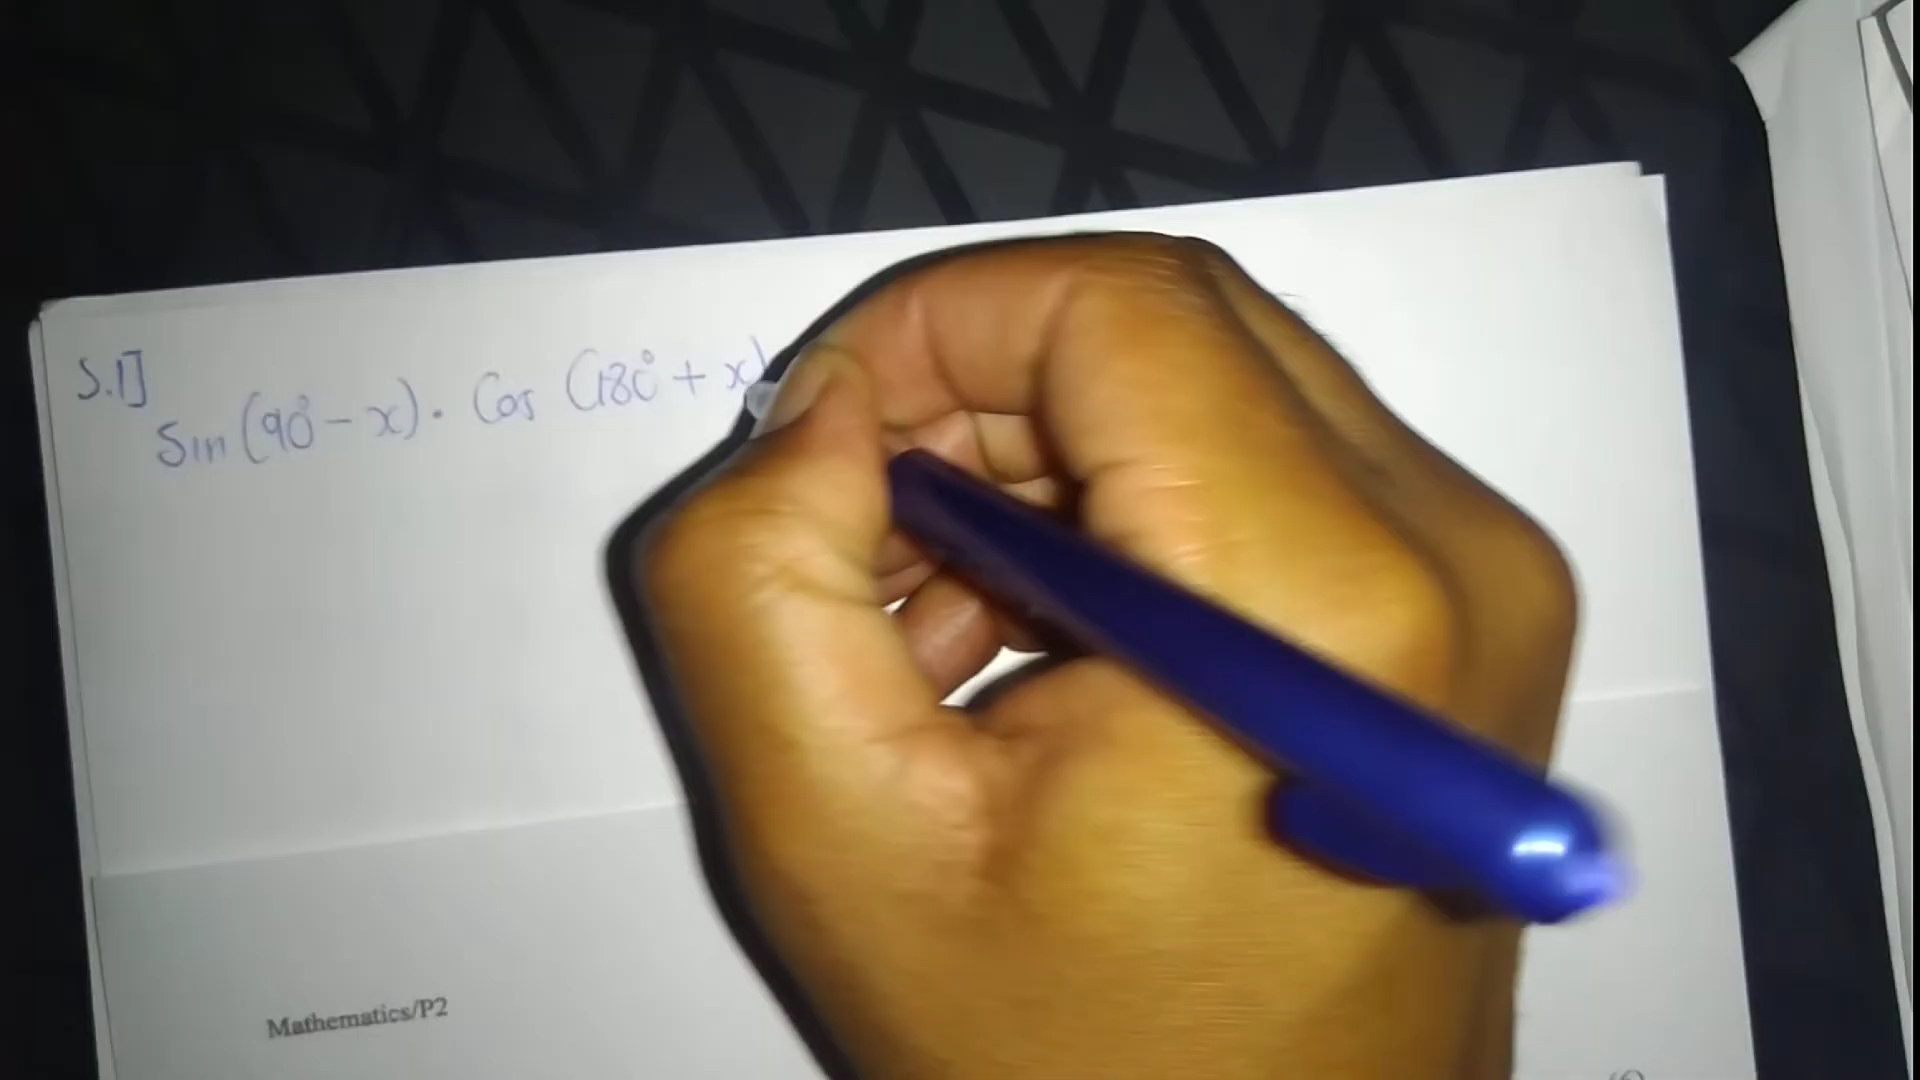 5.1]
Sin (90° - x) . Cos (180° + x)
Mathematics/P2